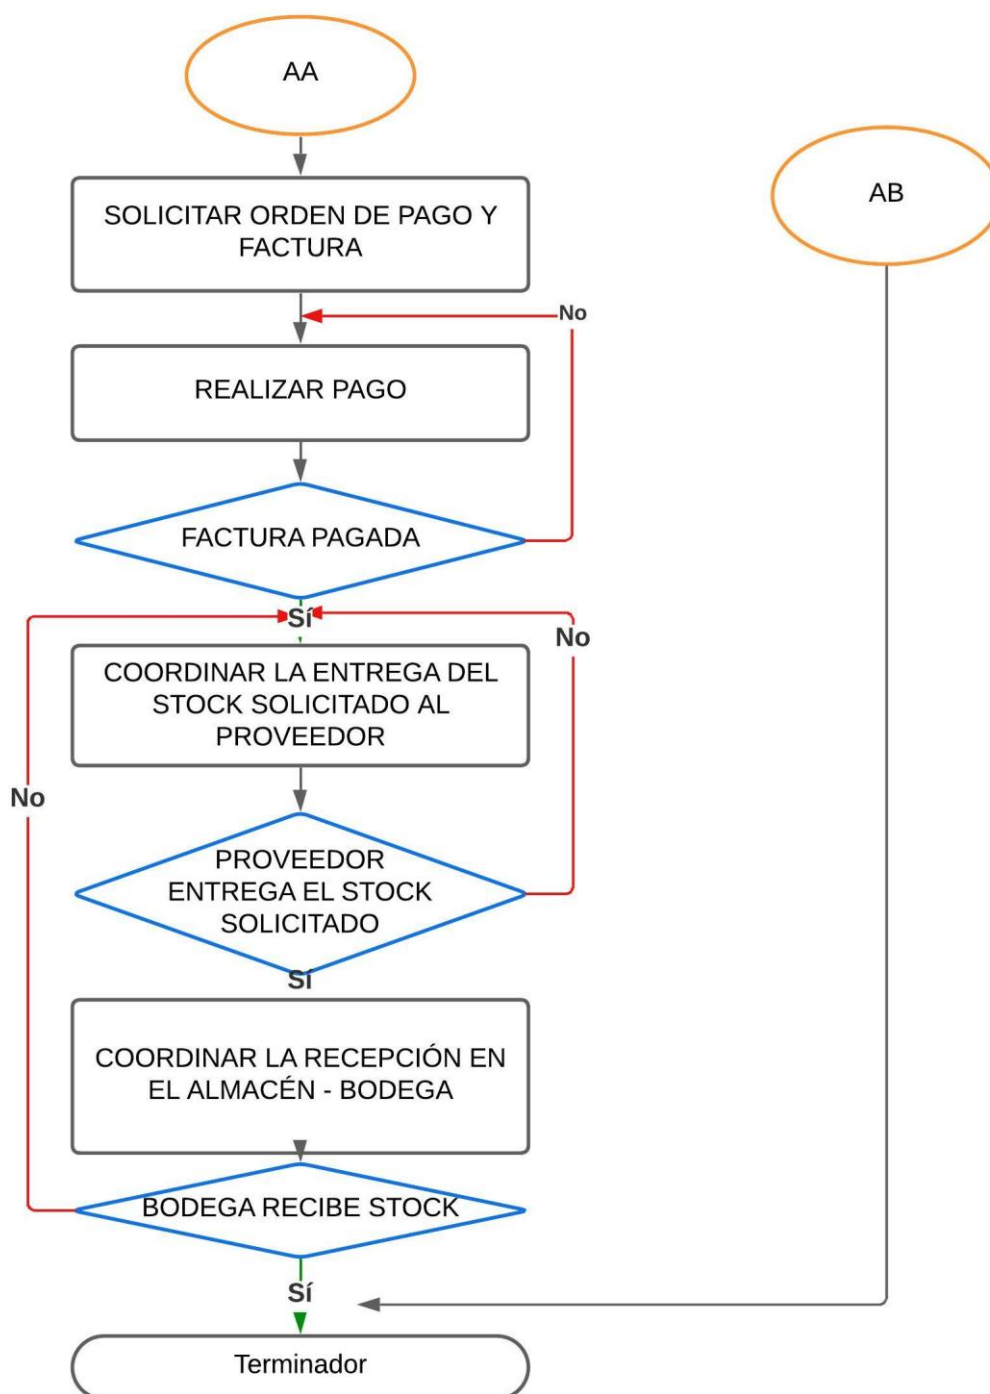 AA
AB
SOLICITAR ORDEN DE PAGO Y
FACTURA
No
REALIZAR PAGO
FACTURA PAGADA
Sí
No
COORDINAR LA ENTREGA DEL
STOCK SOLICITADO AL
PROVEEDOR
No
PROVEEDOR
ENTREGA EL STOCK
SOLICITADO
Sí
COORDINAR LA RECEPCIÓN EN
EL ALMACÉN - BODEGA
BODEGA RECIBE STOCK
Sí
Terminador